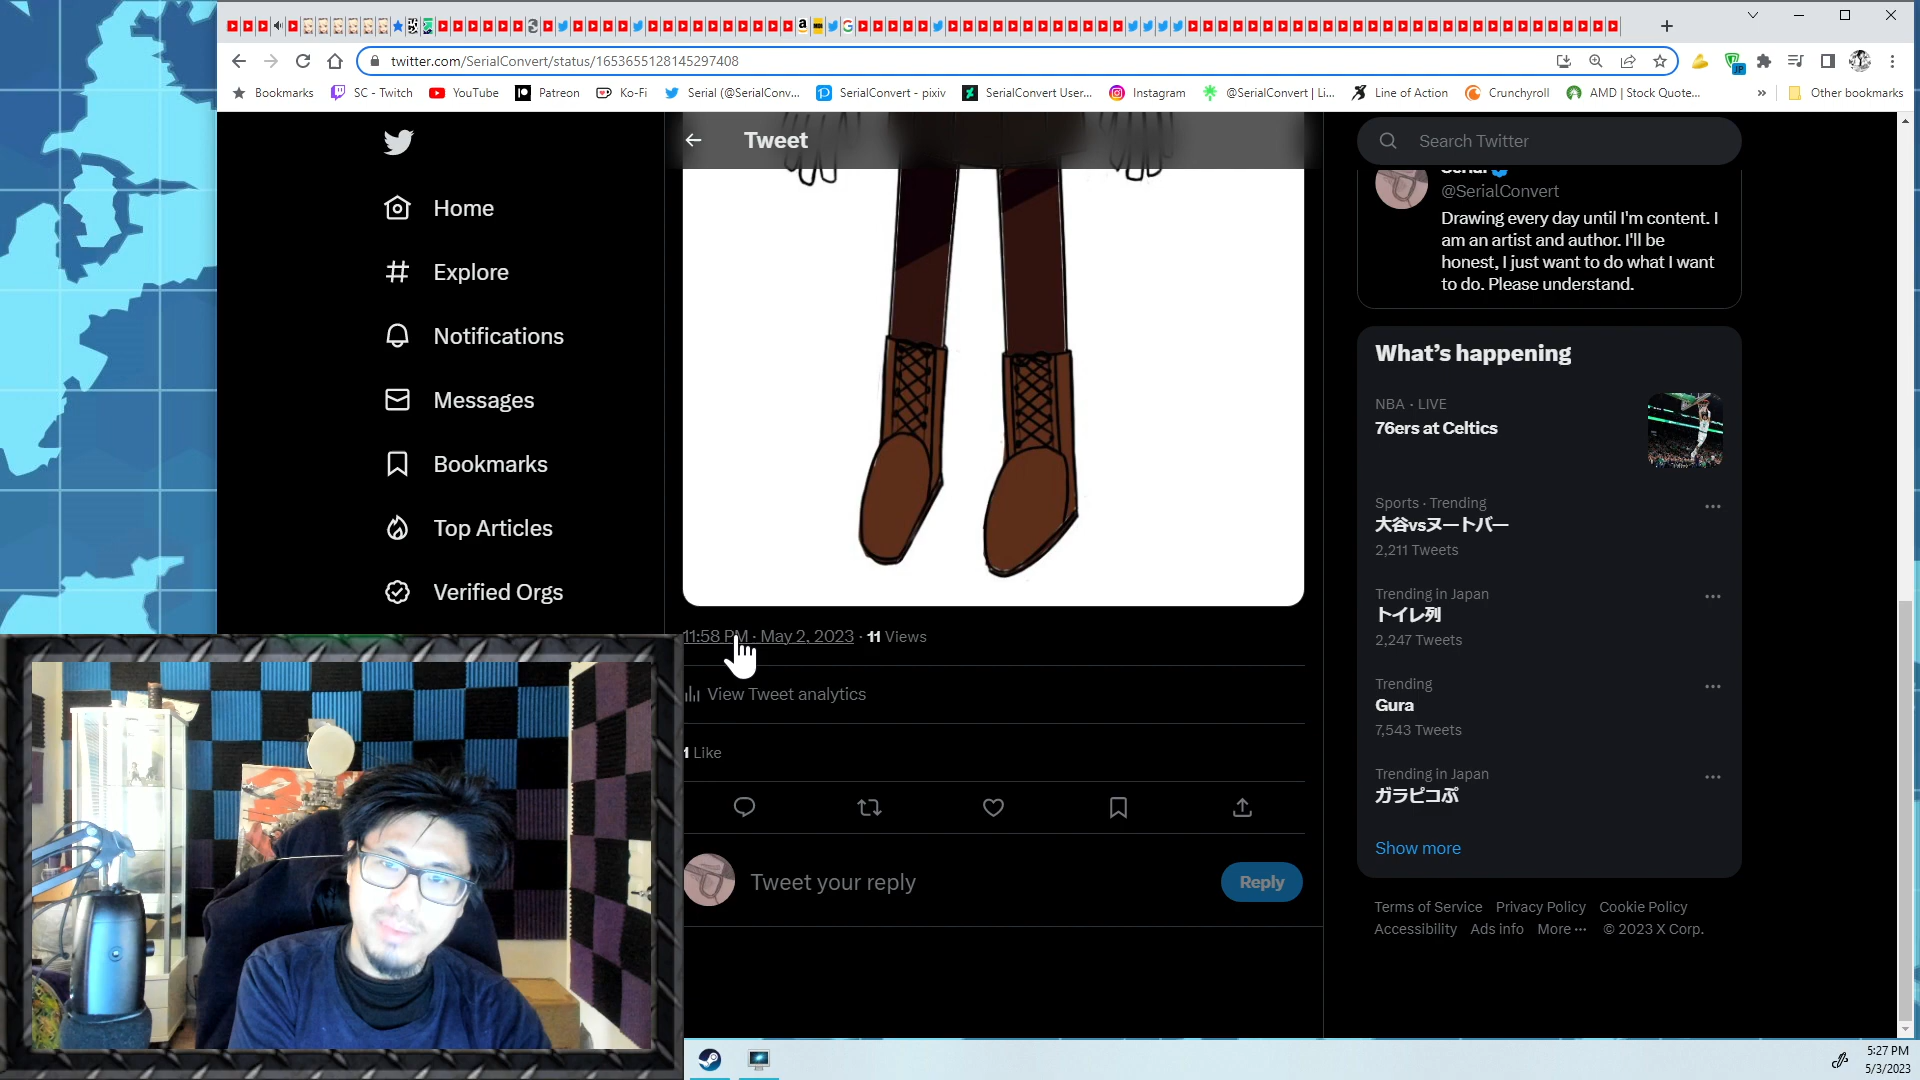 twitter.com/SerialConvert/status/1653655128145297408
Bookmarks
SC - Twitch
YouTube
Patreon
Ko-Fi
Serial (@SerialConv...
SerialConvert - pixiv
SerialConvert User...
Instagram
@SerialConvert | Li...
Line of Action
Crunchyroll
AMD | Stock Quote...
»
Other bookmarks
Home
Explore
Notifications
Messages
Bookmarks
Top Articles
Verified Orgs
Tweet
11:58 PM · May 2, 2023 · 11 Views
View Tweet analytics
1 Like
Tweet your reply
Reply
Search Twitter
Serial
@SerialConvert
Drawing every day until I'm content. I
am an artist and author. I'll be
honest, I just want to do what I want
to do. Please understand.
What's happening
NBA · LIVE
76ers at Celtics
Sports · Trending
大谷vsヌートバー
2,211 Tweets
Trending in Japan
トイレ列
2,247 Tweets
Trending
Gura
7,543 Tweets
Trending in Japan
ガラピコぷ
Show more
Terms of Service Privacy Policy Cookie Policy
Accessibility Ads info More ··· © 2023 X Corp.
5:27 PM
5/3/2023